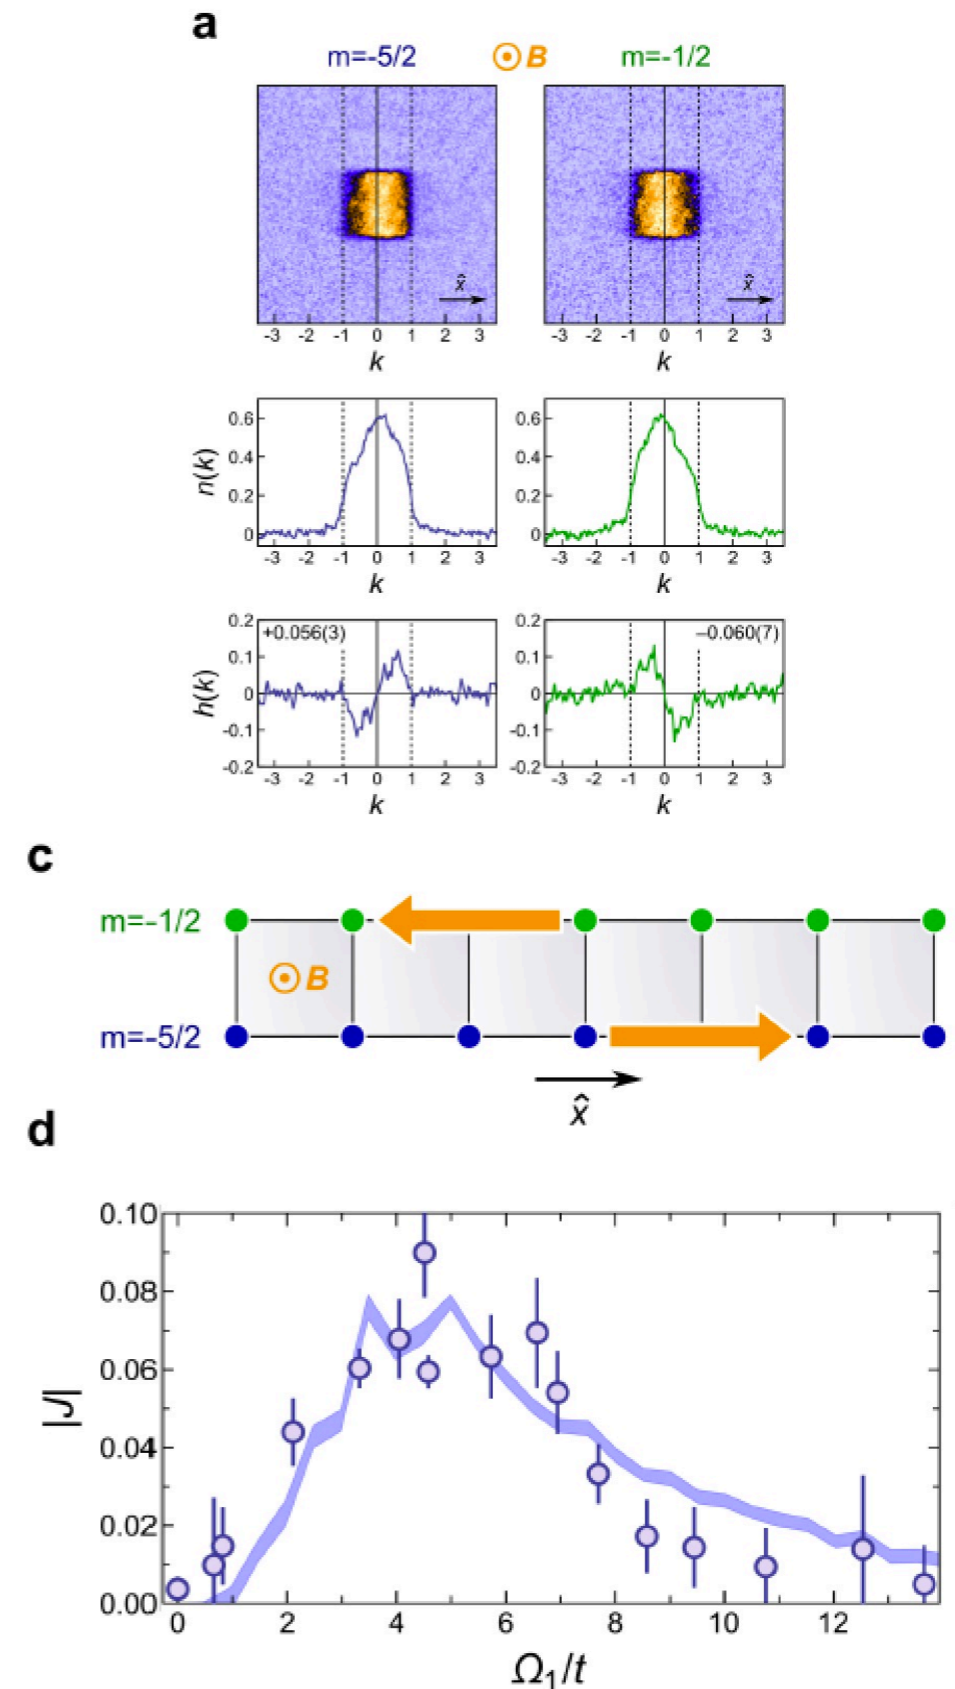 a
m=-5/2 B m=-1/2
x̂ x̂
-3 -2 -1 0 1 2 3 -3 -2 -1 0 1 2 3
k k
0.6 0.6
0.4 0.4
n(k)
0.2 0.2
0 0
-3 -2 -1 0 1 2 3 -3 -2 -1 0 1 2 3
k k
0.2 +0.056(3) 0.2 –0.060(7)
0.1 0.1
h(k) 0 0
-0.1 -0.1
-0.2 -0.2
-3 -2 -1 0 1 2 3 -3 -2 -1 0 1 2 3
k k
c
m=-1/2
B
m=-5/2
x̂
d
0.10
0.08
0.06
|J|
0.04
0.02
0.00
0 2 4 6 8 10 12
Ω₁/t